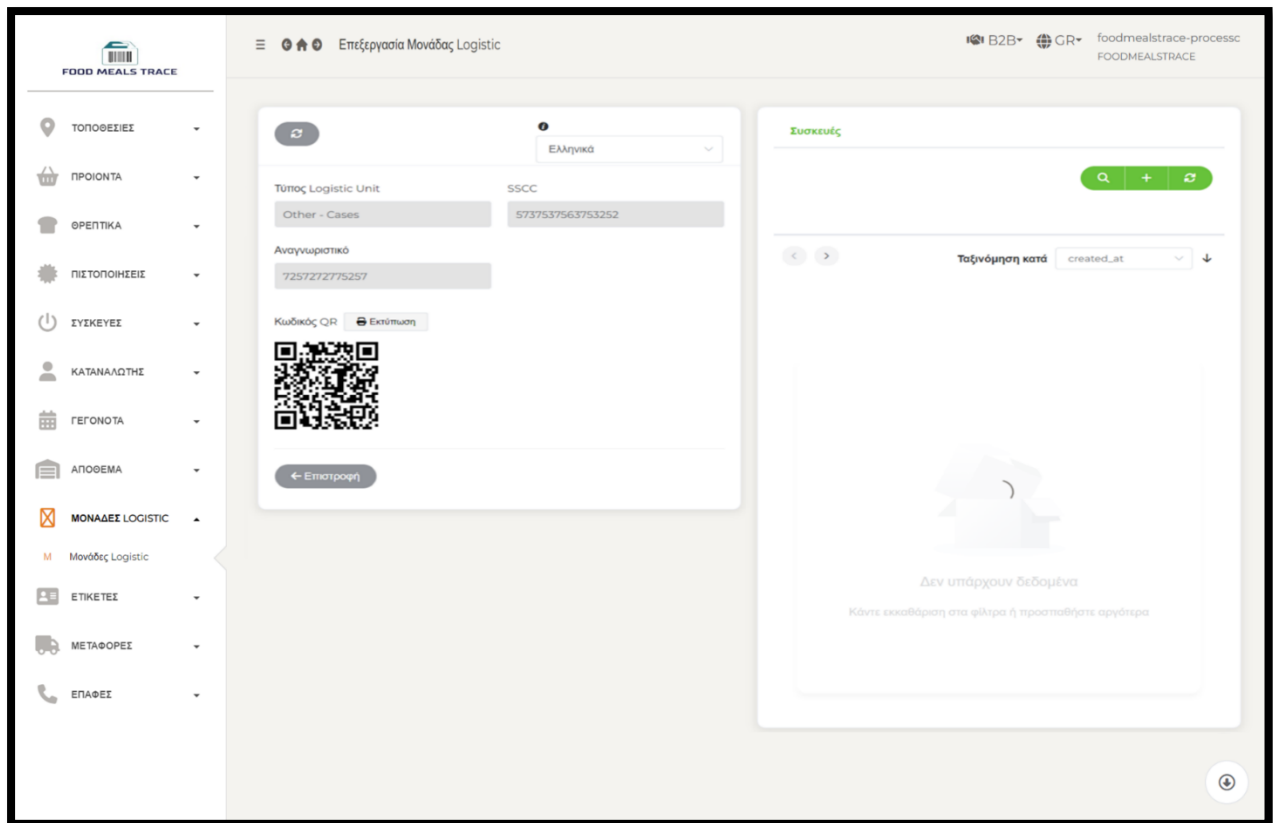 FOOD MEALS TRACE
Επεξεργασία Μονάδας Logistic
B2B
GR
foodmealstrace-processc
FOODMEALSTRACE
ΤΟΠΟΘΕΣΙΕΣ
ΠΡΟΙΟΝΤΑ
ΘΡΕΠΤΙΚΑ
ΠΙΣΤΟΠΟΙΗΣΕΙΣ
ΣΥΣΚΕΥΕΣ
ΚΑΤΑΝΑΛΩΤΗΣ
ΓΕΓΟΝΟΤΑ
ΑΠΟΘΕΜΑ
ΜΟΝΑΔΕΣ LOGISTIC
Μ Μονάδες Logistic
ΕΤΙΚΕΤΕΣ
ΜΕΤΑΦΟΡΕΣ
ΕΠΑΦΕΣ
Ελληνικά
Τύπος Logistic Unit SSCC
Other - Cases 5737537563753252
Αναγνωριστικό
7257272775257
Κωδικός QR Εκτύπωση
Επιστροφή
Συσκευές
Ταξινόμηση κατά created_at
Δεν υπάρχουν δεδομένα
Κάντε εκκαθάριση στα φίλτρα ή προσπαθήστε αργότερα